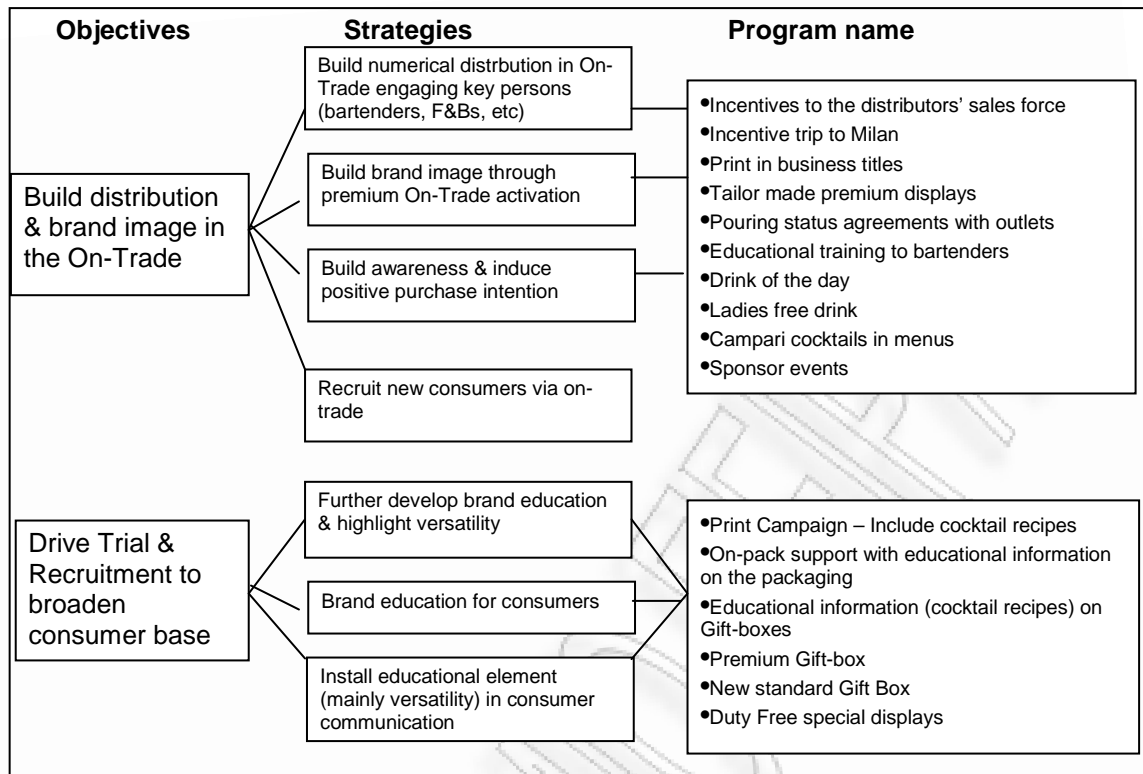 Objectives
Strategies
Program name
Build distribution
& brand image in
the On-Trade
Build numerical distrbution in On-
Trade engaging key persons
(bartenders, F&Bs, etc)
Build brand image through
premium On-Trade activation
Build awareness & induce
positive purchase intention
Recruit new consumers via on-
trade
•Incentives to the distributors’ sales force
•Incentive trip to Milan
•Print in business titles
•Tailor made premium displays
•Pouring status agreements with outlets
•Educational training to bartenders
•Drink of the day
•Ladies free drink
•Campari cocktails in menus
•Sponsor events
Drive Trial &
Recruitment to
broaden
consumer base
Further develop brand education
& highlight versatility
Brand education for consumers
Install educational element
(mainly versatility) in consumer
communication
•Print Campaign – Include cocktail recipes
•On-pack support with educational information
on the packaging
•Educational information (cocktail recipes) on
Gift-boxes
•Premium Gift-box
•New standard Gift Box
•Duty Free special displays